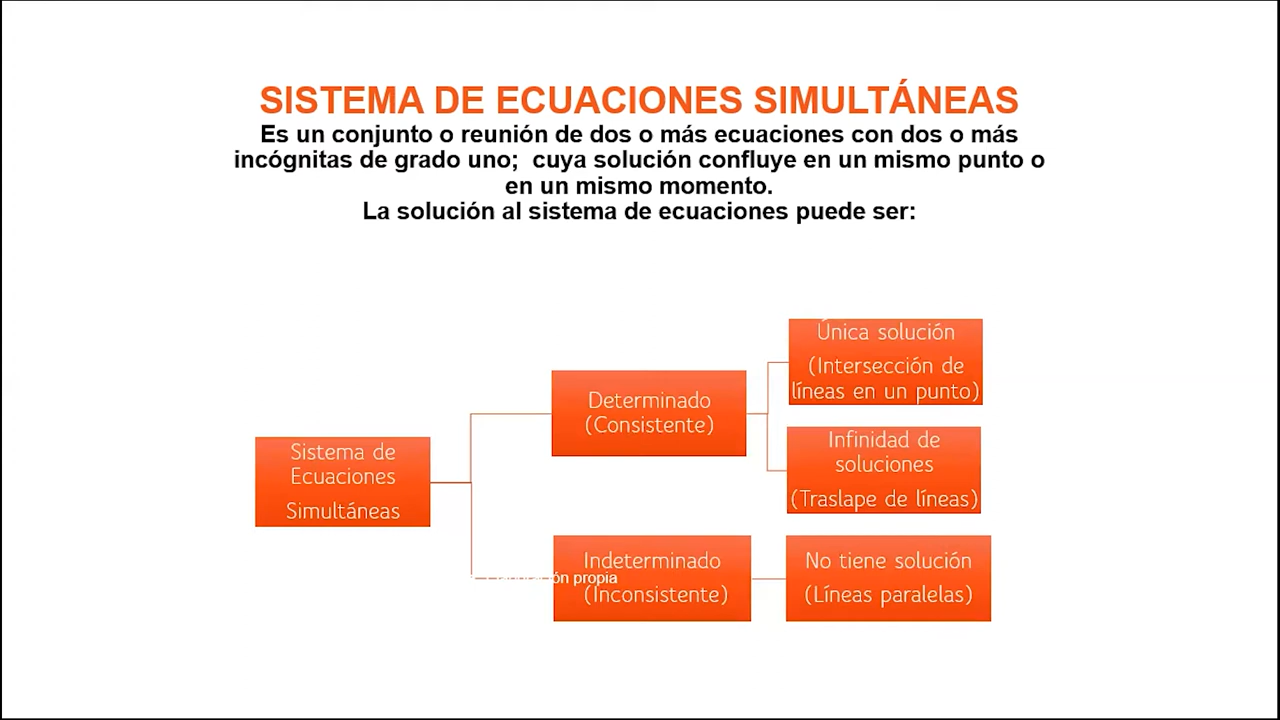 SISTEMA DE ECUACIONES SIMULTÁNEAS
Es un conjunto o reunión de dos o más ecuaciones con dos o más
incógnitas de grado uno;  cuya solución confluye en un mismo punto o
en un mismo momento.
La solución al sistema de ecuaciones puede ser:
Sistema de
Ecuaciones
Simultáneas
Determinado
(Consistente)
Única solución
(Intersección de
líneas en un punto)
Infinidad de
soluciones
(Traslape de líneas)
Indeterminado
propia
(Inconsistente)
No tiene solución
(Líneas paralelas)